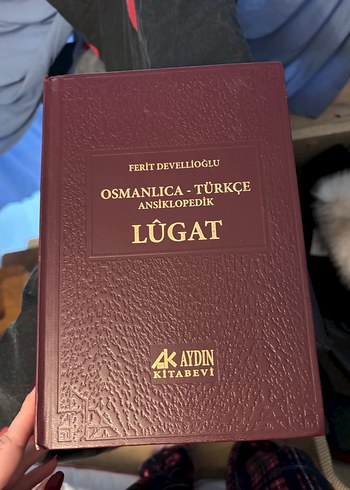 FERİT DEVELLİOĞLU
OSMANLICA - TÜRKÇE
ANSİKLOPEDİK
LÛGAT
AK AYDIN
KİTABEVİ